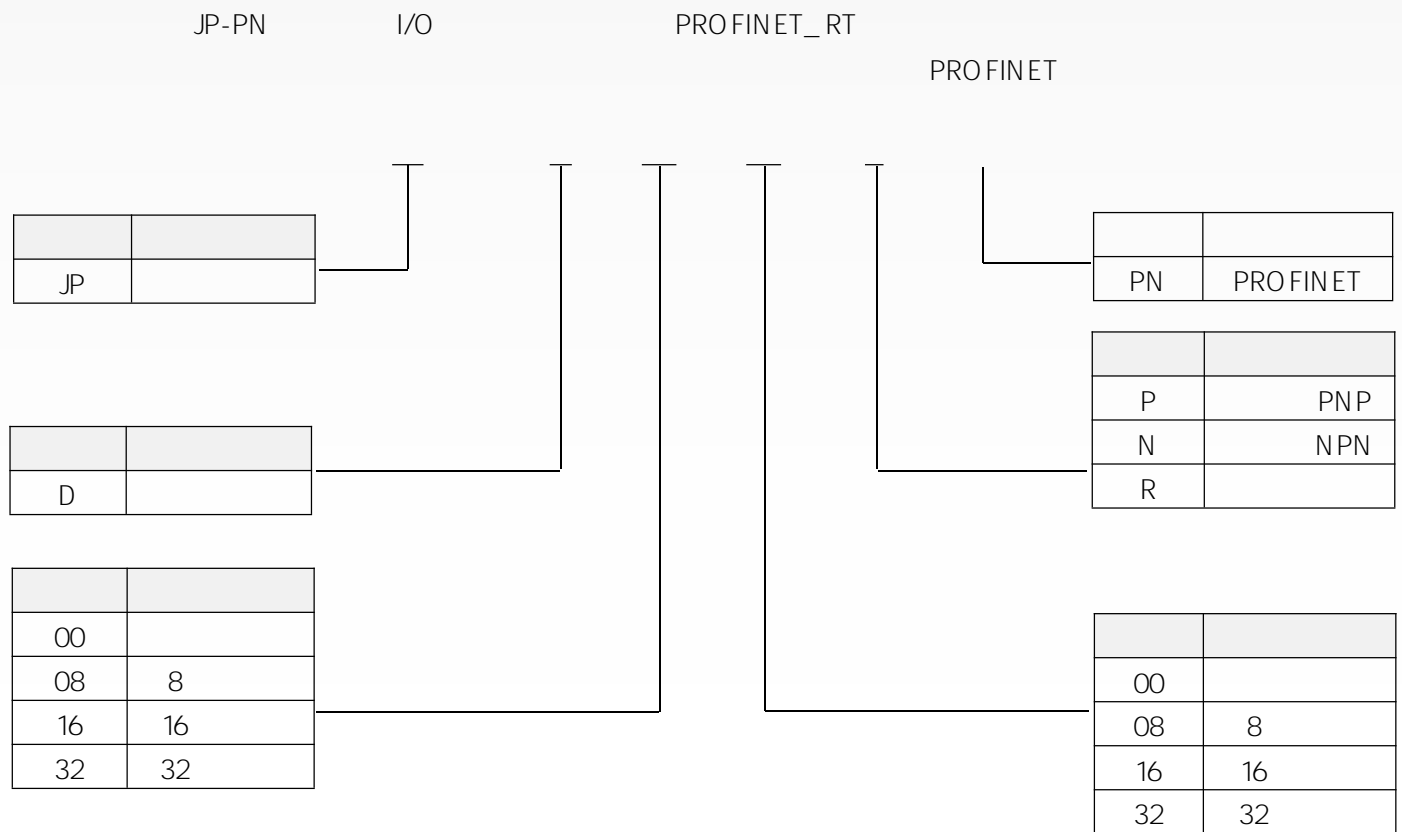 JP-PN I/O PROFINET_RT
PROFINET
JP
PN PROFINET
P PNP
N NPN
R
D
00
08 8
16 16
32 32
00
08 8
16 16
32 32